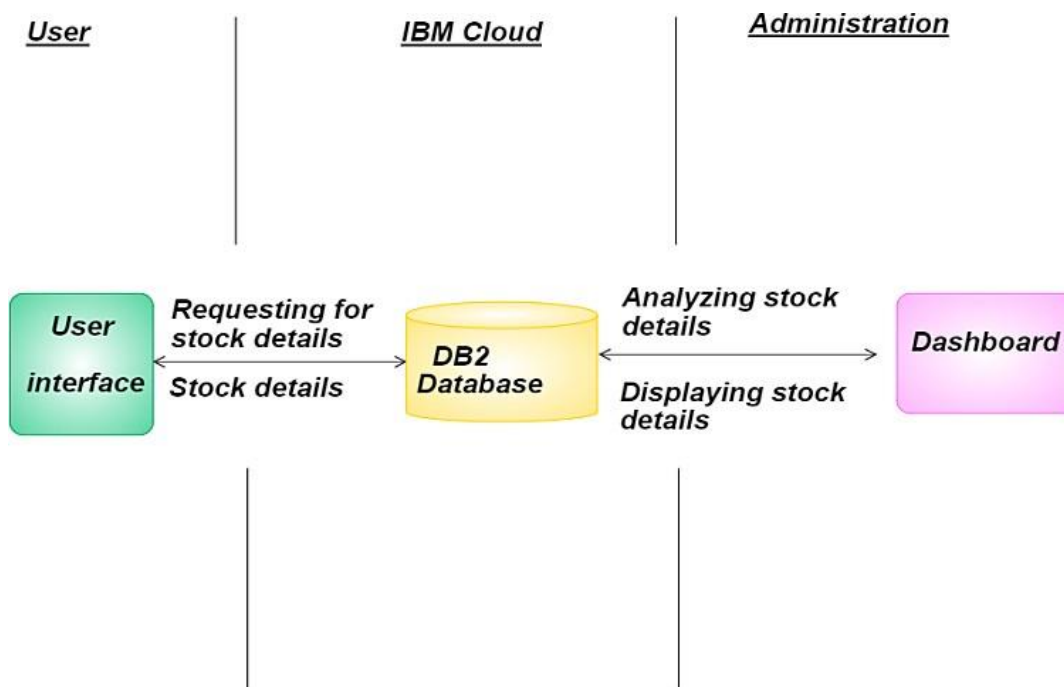 User
IBM Cloud
Administration
User
interface
Requesting for
stock details
Stock details
DB2
Database
Analyzing stock
details
Displaying stock
details
Dashboard